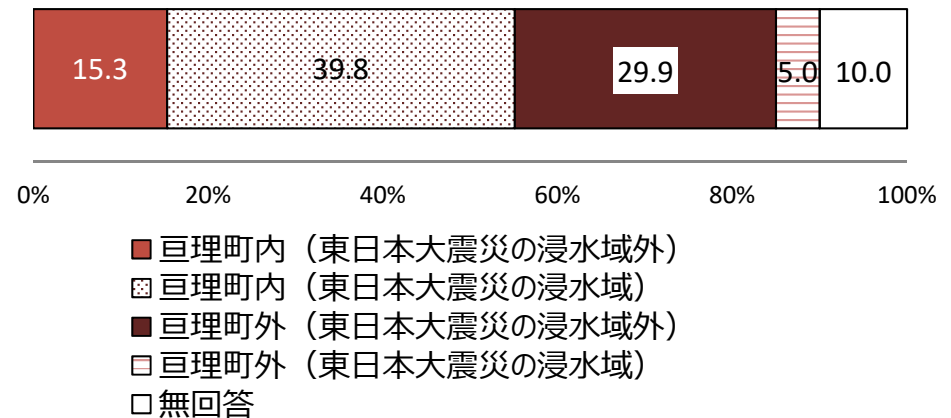 15.3 39.8 29.9 5.0 10.0
0% 20% 40% 60% 80% 100%
亘理町内（東日本大震災の浸水域外）
亘理町内（東日本大震災の浸水域）
亘理町外（東日本大震災の浸水域外）
亘理町外（東日本大震災の浸水域）
無回答